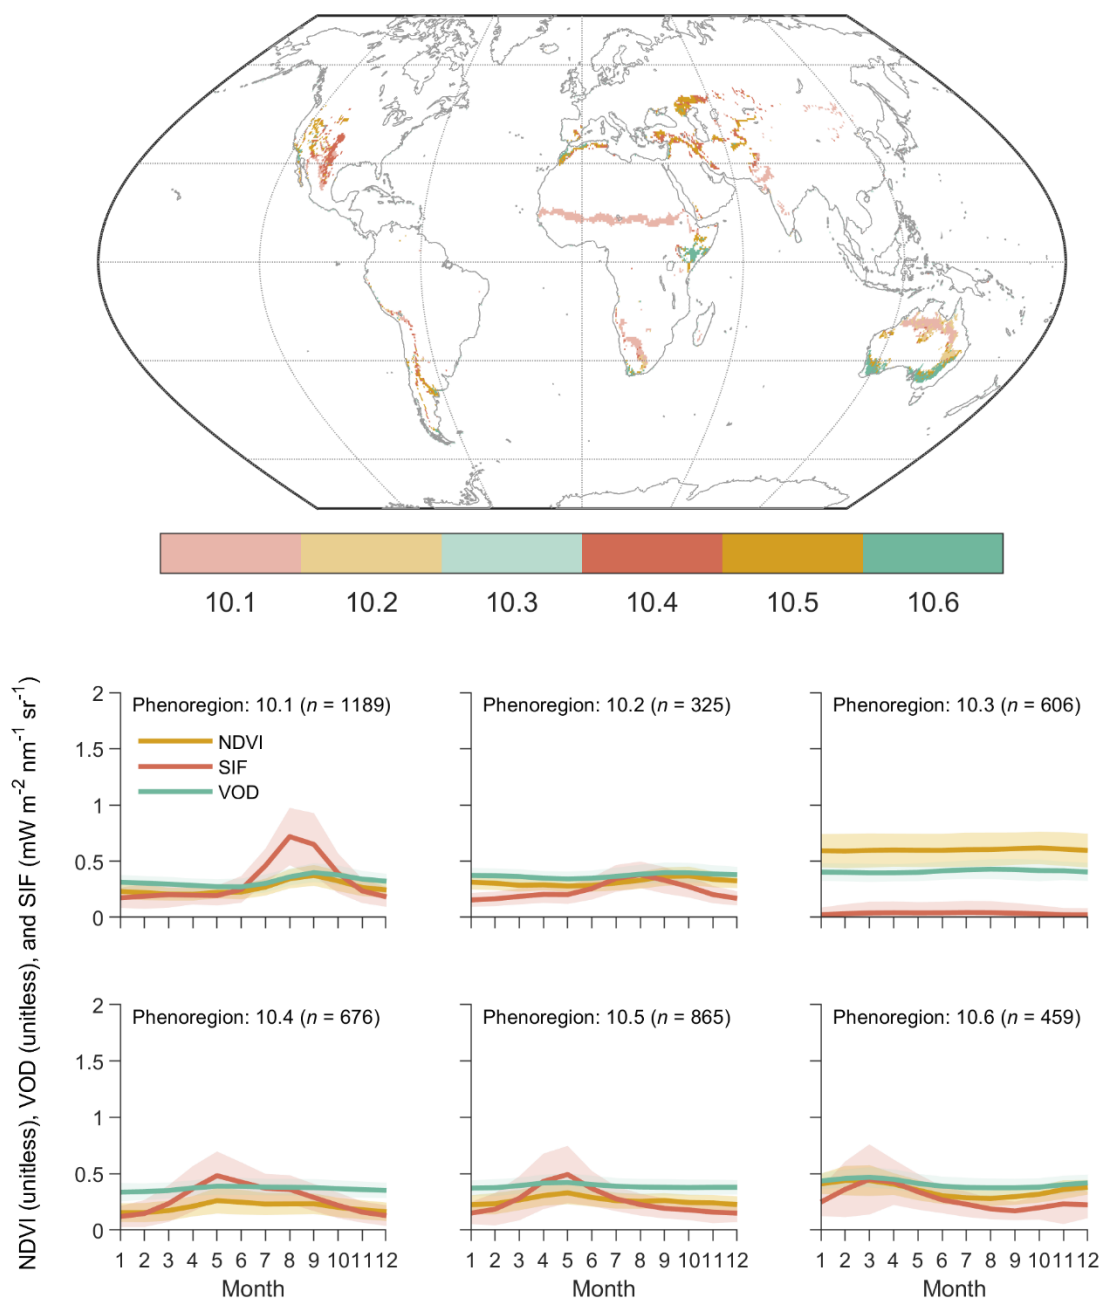 10.1 10.2 10.3 10.4 10.5 10.6
NDVI (unitless), VOD (unitless), and SIF (mW m-2 nm-1 sr-1)
Phenoregion: 10.1 (n = 1189)
NDVI
SIF
VOD
2
1.5
1
0.5
0
Phenoregion: 10.2 (n = 325)
Phenoregion: 10.3 (n = 606)
Phenoregion: 10.4 (n = 676)
2
1.5
1
0.5
0
1 2 3 4 5 6 7 8 9 10 11 12
Month
Phenoregion: 10.5 (n = 865)
1 2 3 4 5 6 7 8 9 10 11 12
Month
Phenoregion: 10.6 (n = 459)
1 2 3 4 5 6 7 8 9 10 11 12
Month